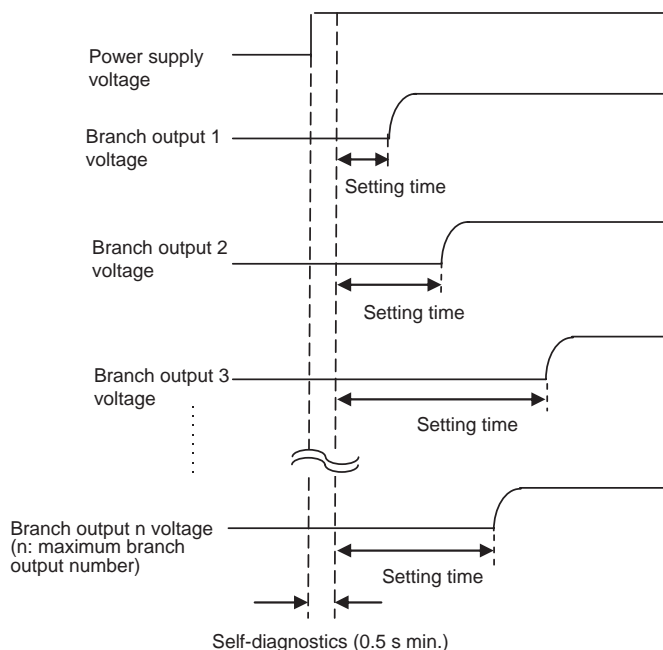 Power supply
voltage
Branch output 1
voltage
Setting time
Branch output 2
voltage
Setting time
Branch output 3
voltage
Setting time
Branch output n voltage
(n: maximum branch
output number)
Setting time
Self-diagnostics (0.5 s min.)